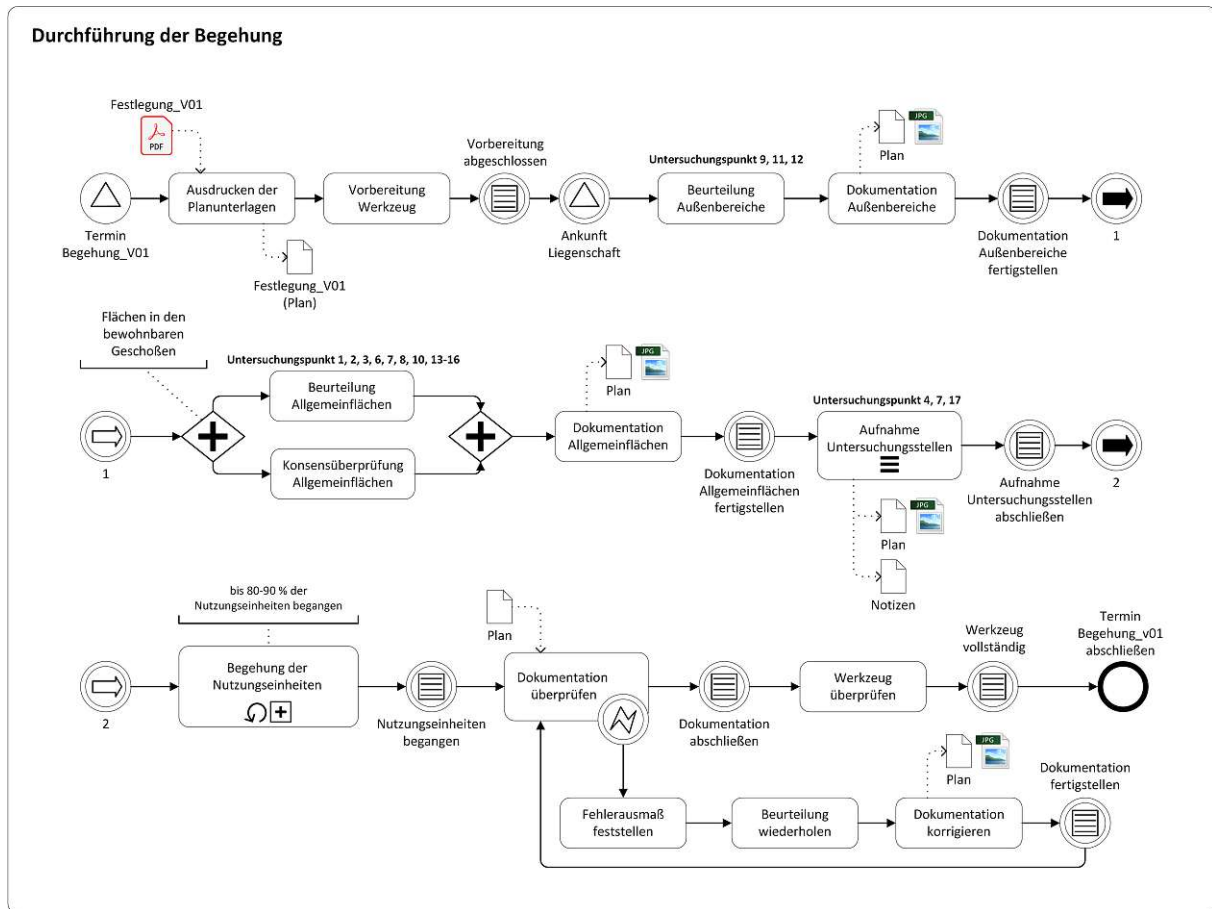 Durchführung der Begehung
Festlegung_V01
PDF
Termin
Begehung_V01
Ausdrucken der
Planunterlagen
Festlegung_V01
(Plan)
Vorbereitung
Werkzeug
Vorbereitung
abgeschlossen
Ankunft
Liegenschaft
Untersuchungspunkt 9, 11, 12
Beurteilung
Außenbereiche
JPG
Plan
Dokumentation
Außenbereiche
Dokumentation
Außenbereiche
fertigstellen
1
Flächen in den
bewohnbaren
Geschoßen
1
Untersuchungspunkt 1, 2, 3, 6, 7, 8, 10, 13-16
Beurteilung
Allgemeinflächen
Konsensüberprüfung
Allgemeinflächen
JPG
Plan
Dokumentation
Allgemeinflächen
Dokumentation
Allgemeinflächen
fertigstellen
Untersuchungspunkt 4, 7, 17
Aufnahme
Untersuchungsstellen
JPG
Plan
Notizen
Aufnahme
Untersuchungsstellen
abschließen
2
bis 80-90 % der
Nutzungseinheiten begangen
2
Begehung der
Nutzungseinheiten
Nutzungseinheiten
begangen
Plan
Dokumentation
überprüfen
Dokumentation
abschließen
Werkzeug
überprüfen
Werkzeug
vollständig
Termin
Begehung_v01
abschließen
Fehlerausmaß
feststellen
Beurteilung
wiederholen
JPG
Plan
Dokumentation
korrigieren
Dokumentation
fertigstellen